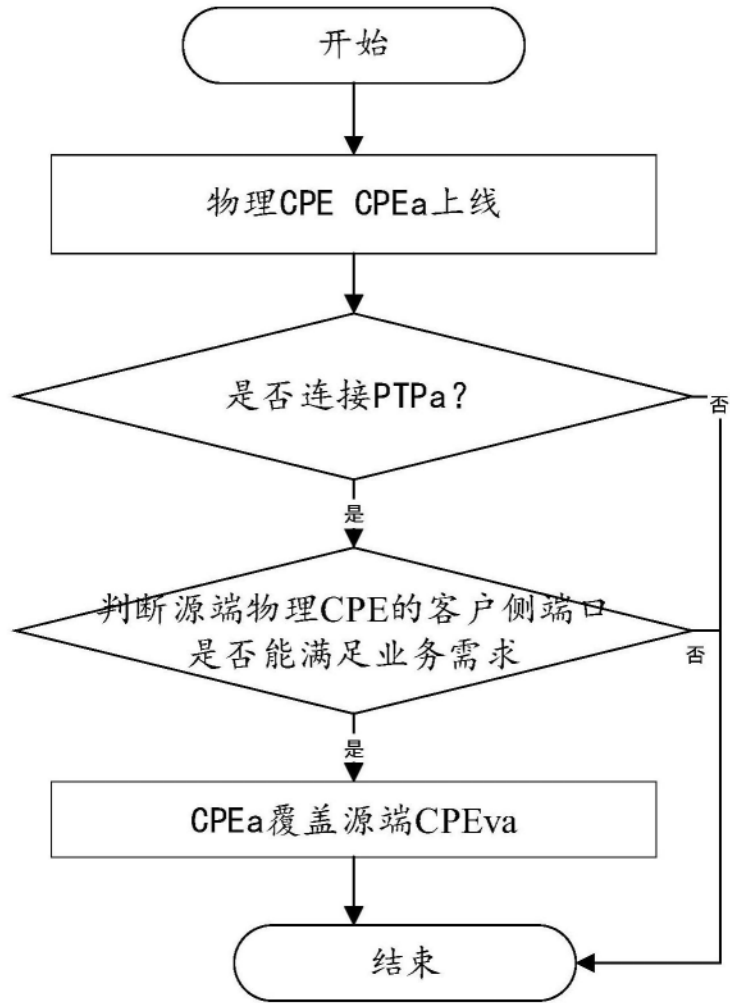 开始
物理CPE CPEa上线
是否连接PTPa?
否
是
判断源端物理CPE的客户侧端口
是否能满足业务需求
否
是
CPEa覆盖源端CPEva
结束